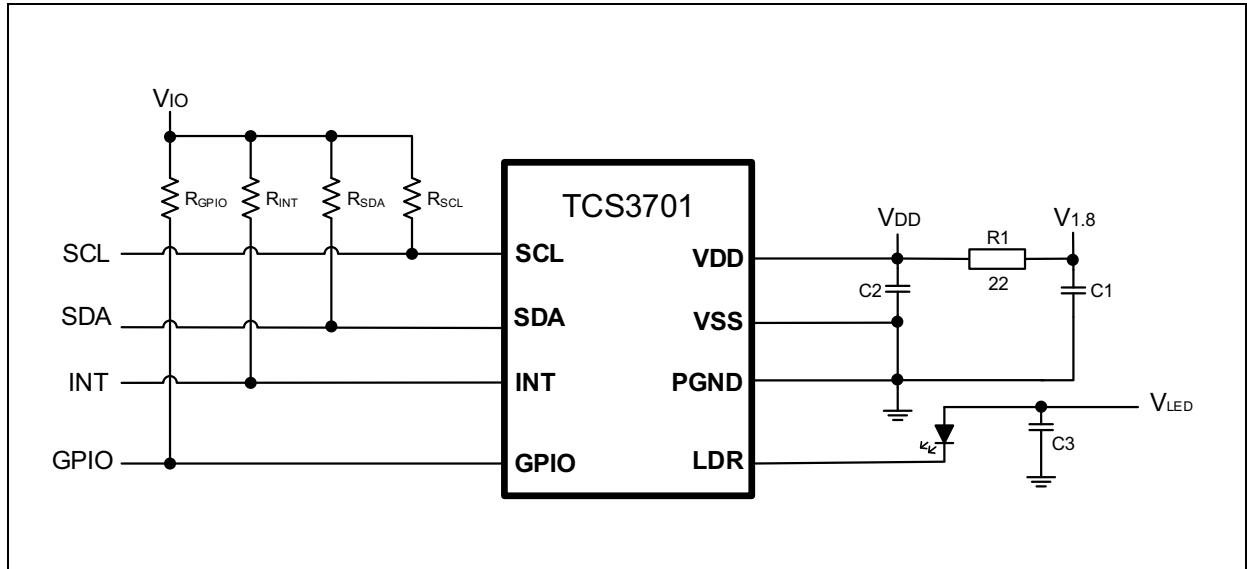 VIO
RGPIO
RINT
RSDA
RSCL
TCS3701
VDD
V1.8
R1
SCL
SCL
VDD
22
C2
C1
SDA
SDA
VSS
INT
INT
PGND
VLED
C3
GPIO
GPIO
LDR